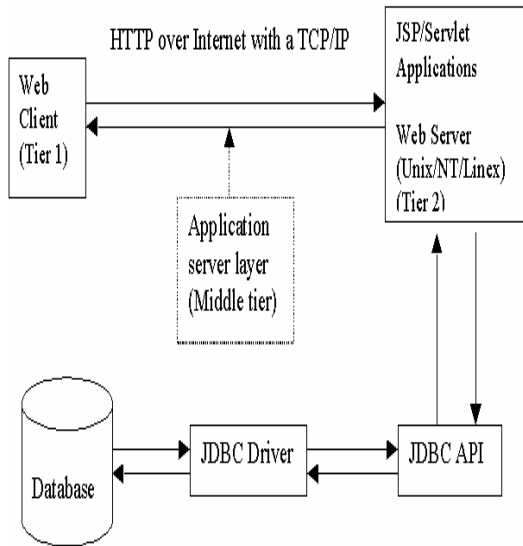 HTTP over Internet with a TCP/IP
JSP/Servlet
Applications
Web
Client
(Tier 1)
Web Server
(Unix/NT/Linex)
(Tier 2)
Application
server layer
(Middle tier)
Database
JDBC Driver
JDBC API